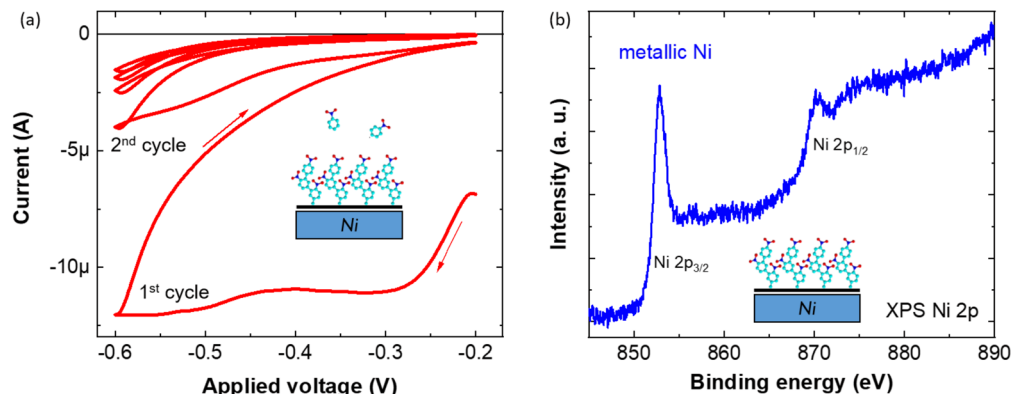 (a)
0
-5µ
-10µ
Current (A)
2nd cycle
1st cycle
Ni
-0.6
-0.5
-0.4
-0.3
-0.2
Applied voltage (V)
(b)
metallic Ni
Intensity (a. u.)
Ni 2p1/2
Ni 2p3/2
Ni
XPS Ni 2p
850
860
870
880
890
Binding energy (eV)